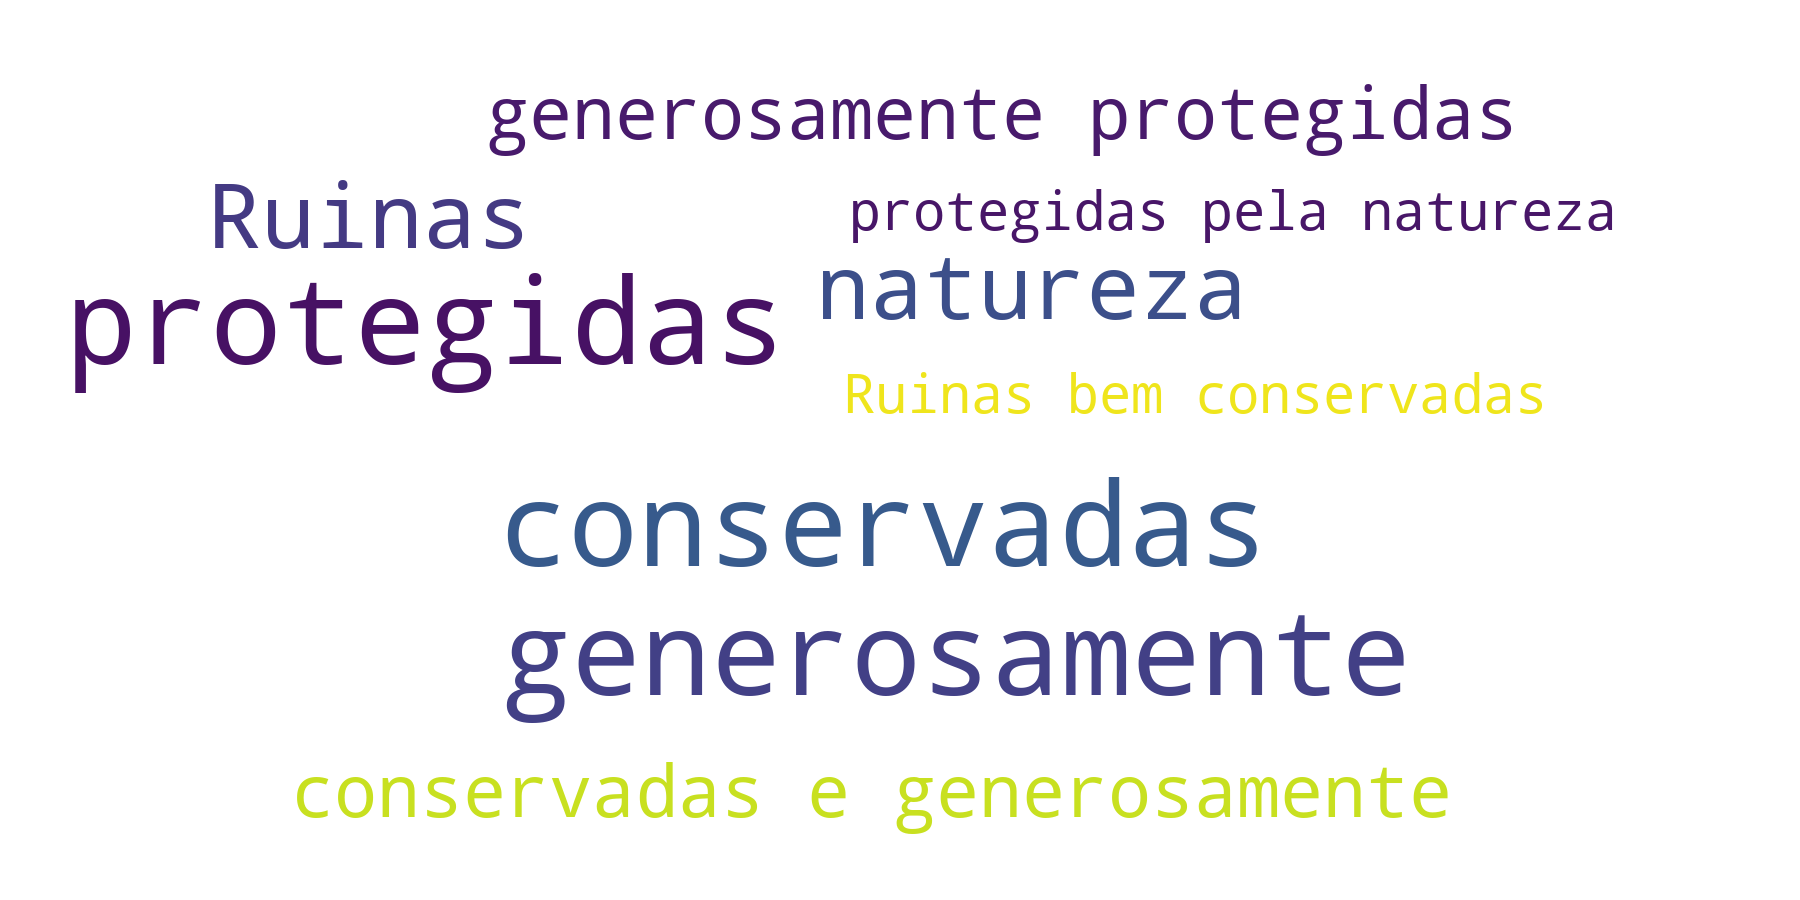 generosamente protegidas
Ruinas
protegidas pela natureza
natureza
protegidas
Ruinas bem conservadas
conservadas
generosamente
conservadas e generosamente